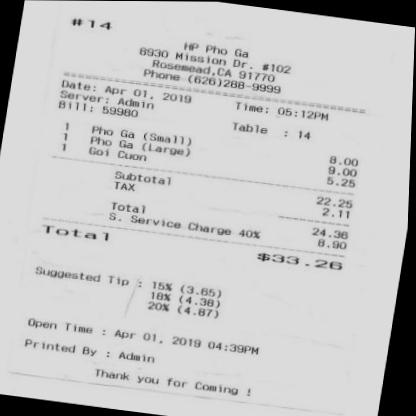 #14
HP Pho Ga
8930 Mission Dr. #102
Rosemead,CA 91770
Phone (626)288-9999
Date: Apr 01, 2019 Time: 05:12PM
Server: Admin
Bill: 59980 Table : 14
1 Pho Ga (Small) 8.00
1 Pho Ga (Large) 9.00
1 Goi Cuon 5.25
Subtotal 22.25
TAX 2.11
Total 24.36
S. Service Charge 40% 8.90
Total $33.26
Suggested Tip : 15% (3.65)
18% (4.38)
20% (4.87)
Open Time : Apr 01, 2019 04:39PM
Printed By : Admin
Thank you for Coming !